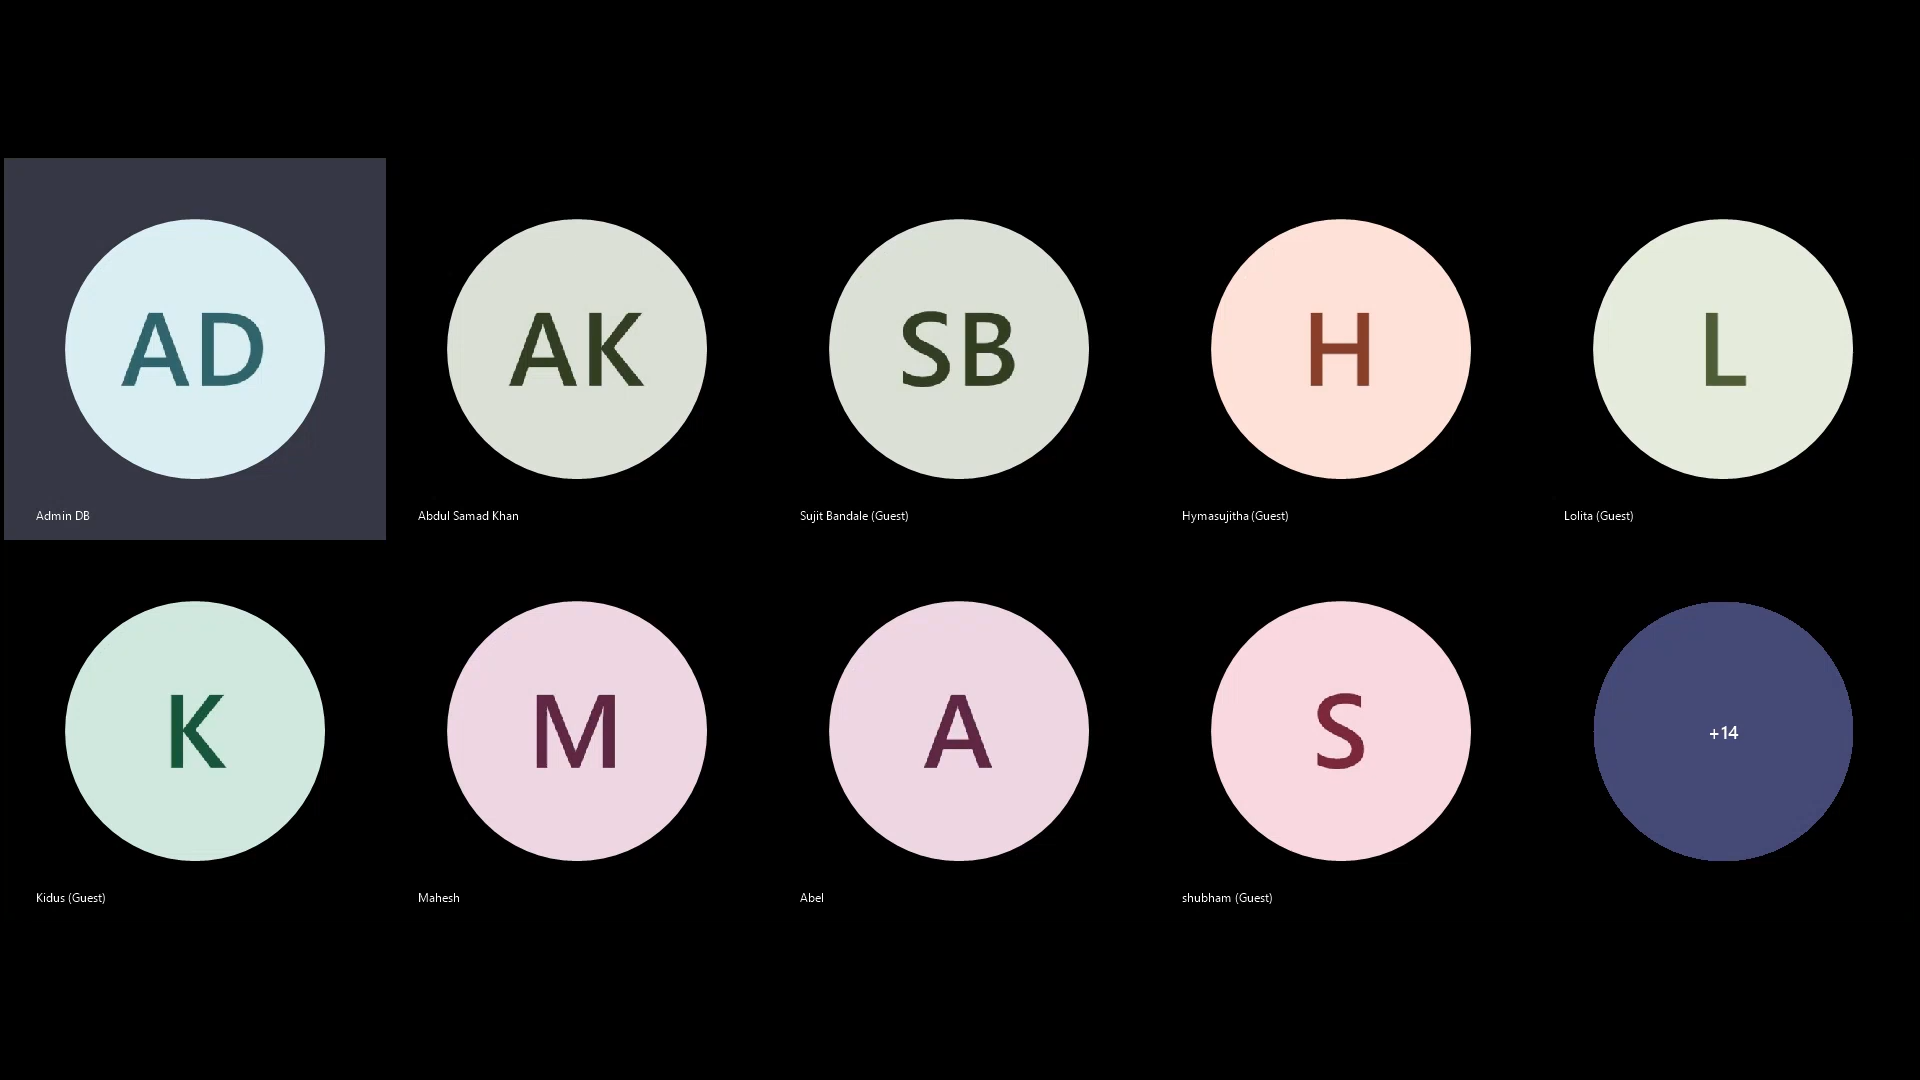 AD
AK
SB
H
L
Admin DB
Abdul Samad Khan
Sujit Bandale (Guest)
Hymasujitha (Guest)
Lolita (Guest)
K
M
A
S
+14
Kidus (Guest)
Mahesh
Abel
shubham (Guest)